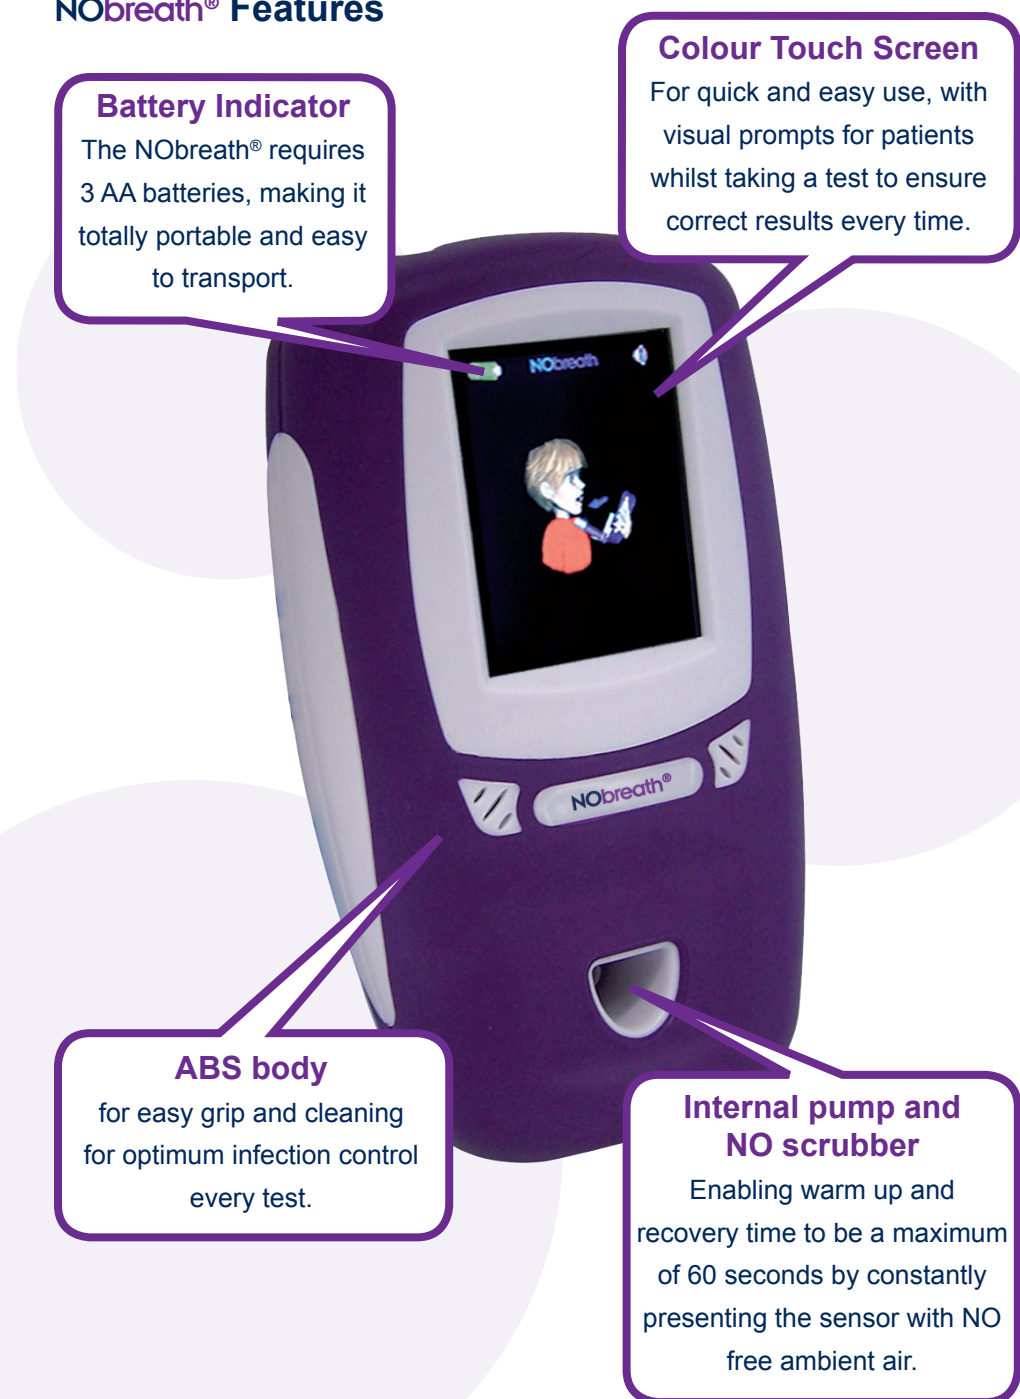 NObreath® Features
Colour Touch Screen
For quick and easy use, with
visual prompts for patients
whilst taking a test to ensure
correct results every time.
Battery Indicator
The NObreath® requires
3 AA batteries, making it
totally portable and easy
to transport.
NObreath
NObreath®
ABS body
for easy grip and cleaning
for optimum infection control
every test.
Internal pump and
NO scrubber
Enabling warm up and
recovery time to be a maximum
of 60 seconds by constantly
presenting the sensor with NO
free ambient air.